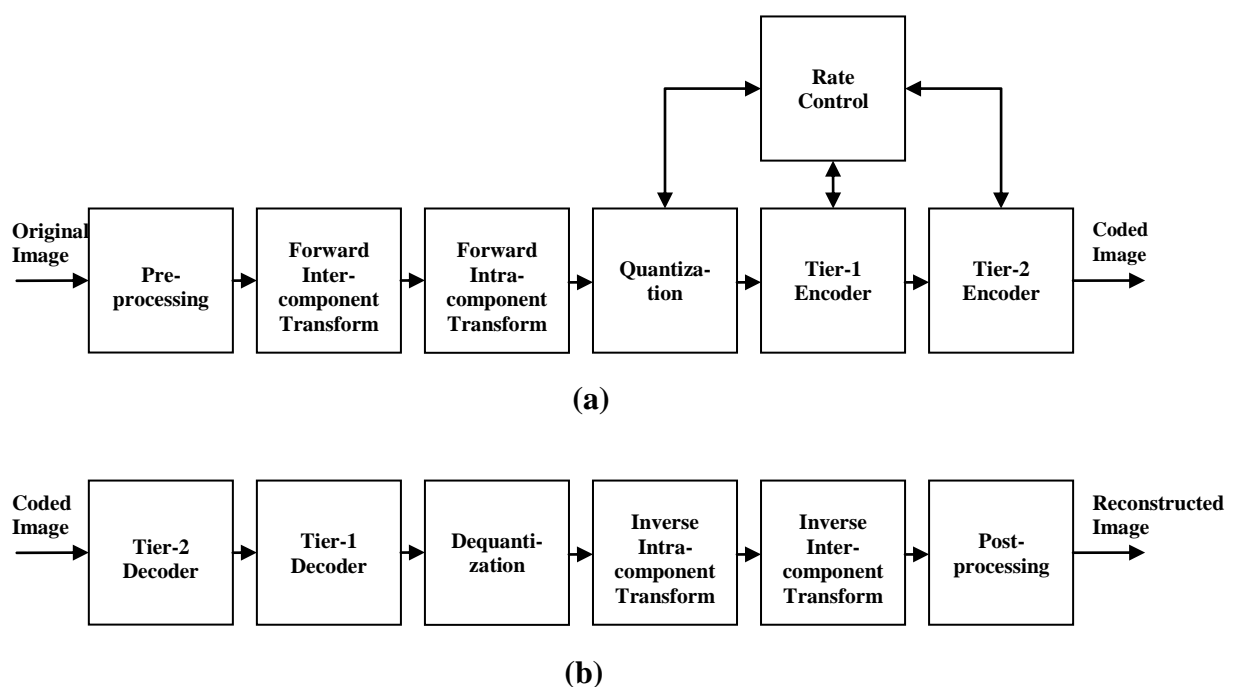 Rate
Control
Original
Image
Pre-
processing
Forward
Inter-
component
Transform
Forward
Intra-
component
Transform
Quantiza-
tion
Tier-1
Encoder
Tier-2
Encoder
Coded
Image
(a)
Coded
Image
Tier-2
Decoder
Tier-1
Decoder
Dequanti-
zation
Inverse
Intra-
component
Transform
Inverse
Inter-
component
Transform
Post-
processing
Reconstructed
Image
(b)